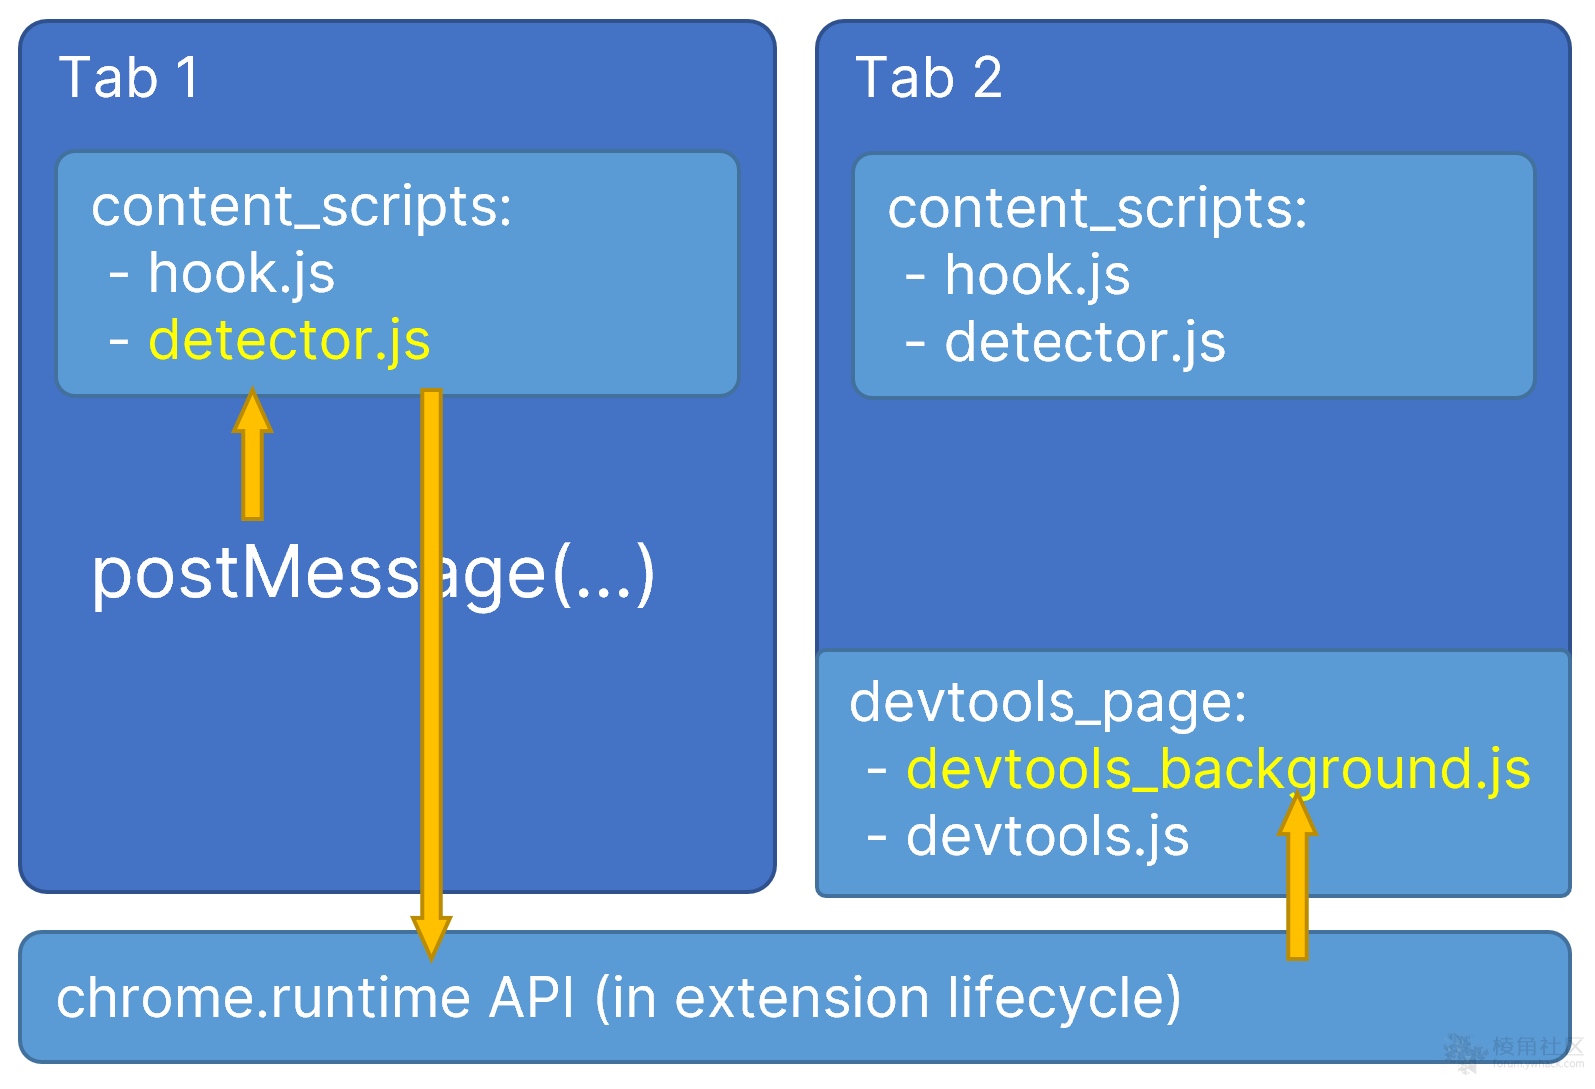 Tab 1
content_scripts:
- hook.js
- detector.js
postMessage(...)
Tab 2
content_scripts:
- hook.js
- detector.js
devtools_page:
- devtools_background.js
- devtools.js
chrome.runtime API (in extension lifecycle)
棱角社区